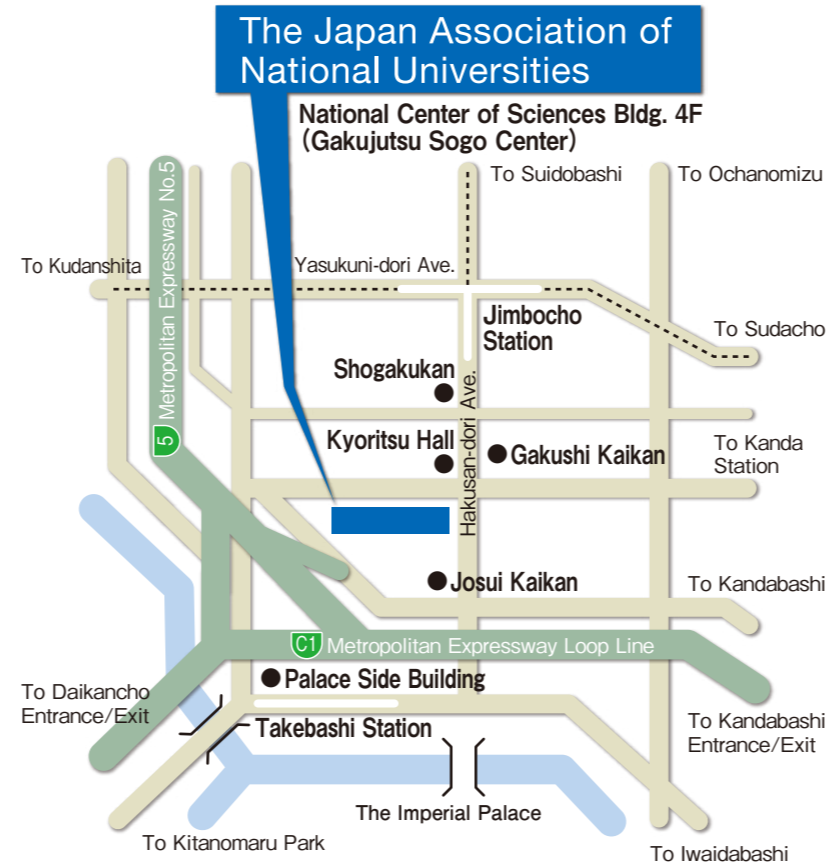 The Japan Association of
National Universities
National Center of Sciences Bldg. 4F
(Gakujutsu Sogo Center)
Metropolitan Expressway No.5
To Suidobashi
To Ochanomizu
To Kudanshita
Yasukuni-dori Ave.
Jimbocho
Station
To Sudacho
Shogakukan
Hakusan-dori Ave.
5
Kyoritsu Hall
Gakushi Kaikan
To Kanda
Station
Josui Kaikan
To Kandabashi
C1
Metropolitan Expressway Loop Line
Palace Side Building
To Daikancho
Entrance/Exit
Takebashi Station
To Kandabashi
Entrance/Exit
The Imperial Palace
To Kitanomaru Park
To Iwaidabashi